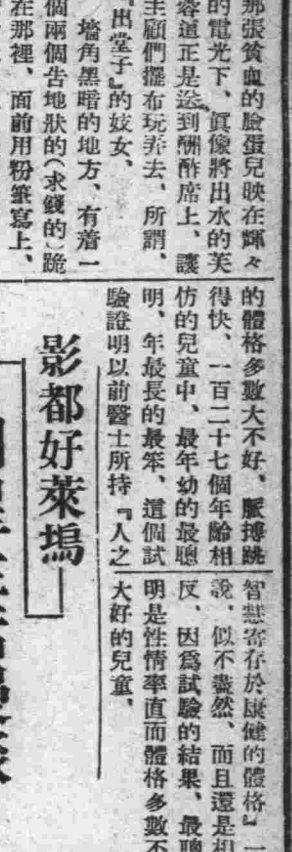 那張貧血的臉蛋兒映在輝々
的電光下、眞像將出水的芙
蓉這正是送到酬酢席上、讓
主顧們擺布玩弄去、所謂、
『出堂子』的妓女、
墻角黑暗的地方、有着一
個兩個告地狀的(求錢的)跪
在那裡、面前用粉筆寫上、
的體格多數大不好、脈搏跳
得快、一百二十七個年齡相
仿的兒童中、最年幼的最聰
明、年最長的最笨、這個試
驗證明以前醫士所持『人之
智慧寄存於康健的體格』一
說、似不盡然、而且還是相
反、因爲試驗的結果、最聰
明是性情率直而體格多數不
大好的兒童、
影都好萊塢—